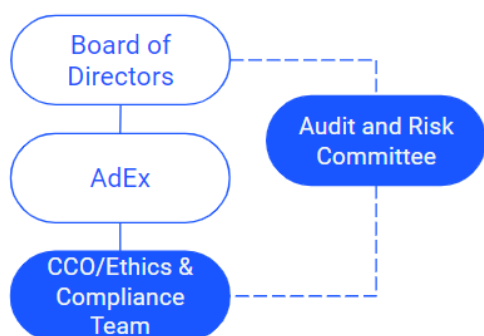 Board of
Directors
Audit and Risk
Committee
AdEx
CCO/Ethics &
Compliance
Team